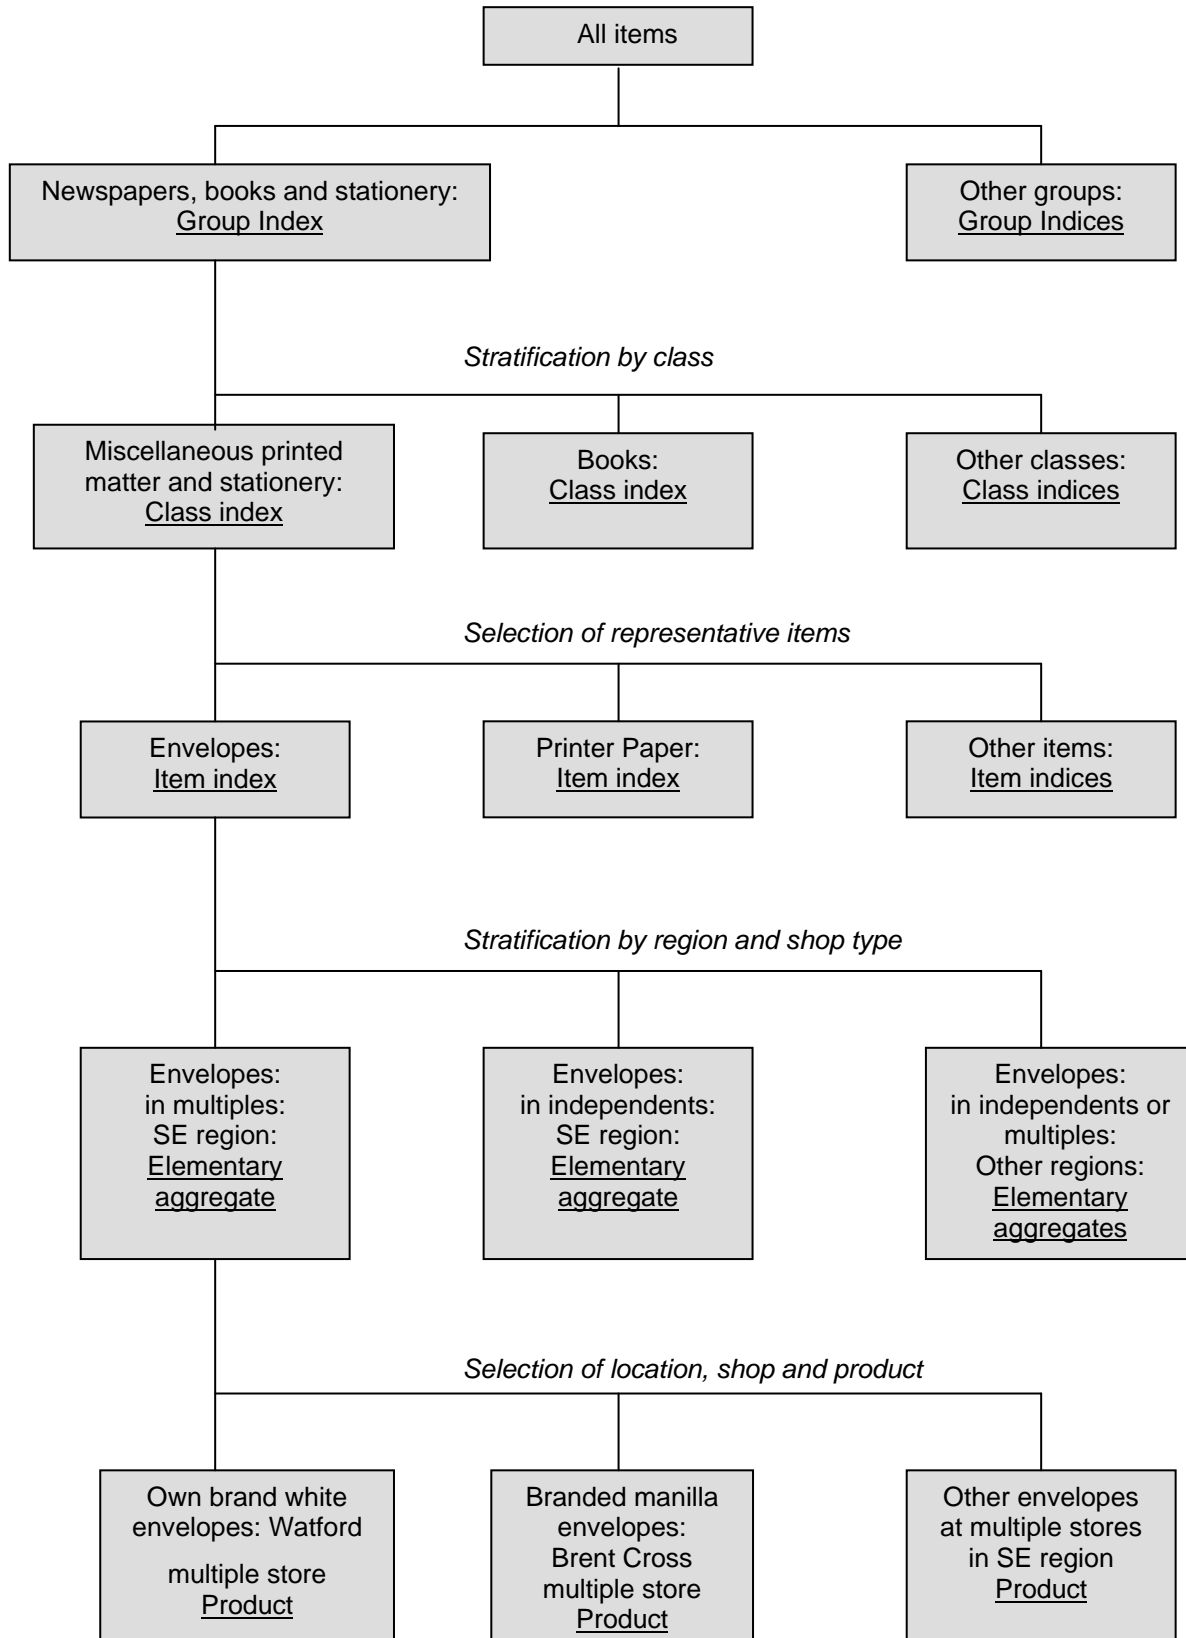 All items
Newspapers, books and stationery:
Group Index
Other groups:
Group Indices
Stratification by class
Miscellaneous printed
matter and stationery:
Class index
Books:
Class index
Other classes:
Class indices
Selection of representative items
Envelopes:
Item index
Printer Paper:
Item index
Other items:
Item indices
Stratification by region and shop type
Envelopes:
in multiples:
SE region:
Elementary
aggregate
Envelopes:
in independents:
SE region:
Elementary
aggregate
Envelopes:
in independents or
multiples:
Other regions:
Elementary
aggregates
Selection of location, shop and product
Own brand white
envelopes: Watford
multiple store
Product
Branded manilla
envelopes:
Brent Cross
multiple store
Product
Other envelopes
at multiple stores
in SE region
Product